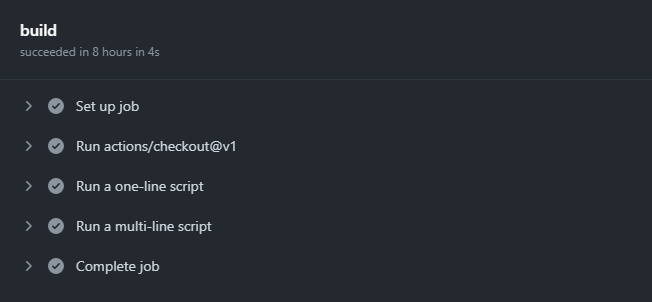 build
succeeded in 8 hours in 4s
Set up job
Run actions/checkout@v1
Run a one-line script
Run a multi-line script
Complete job